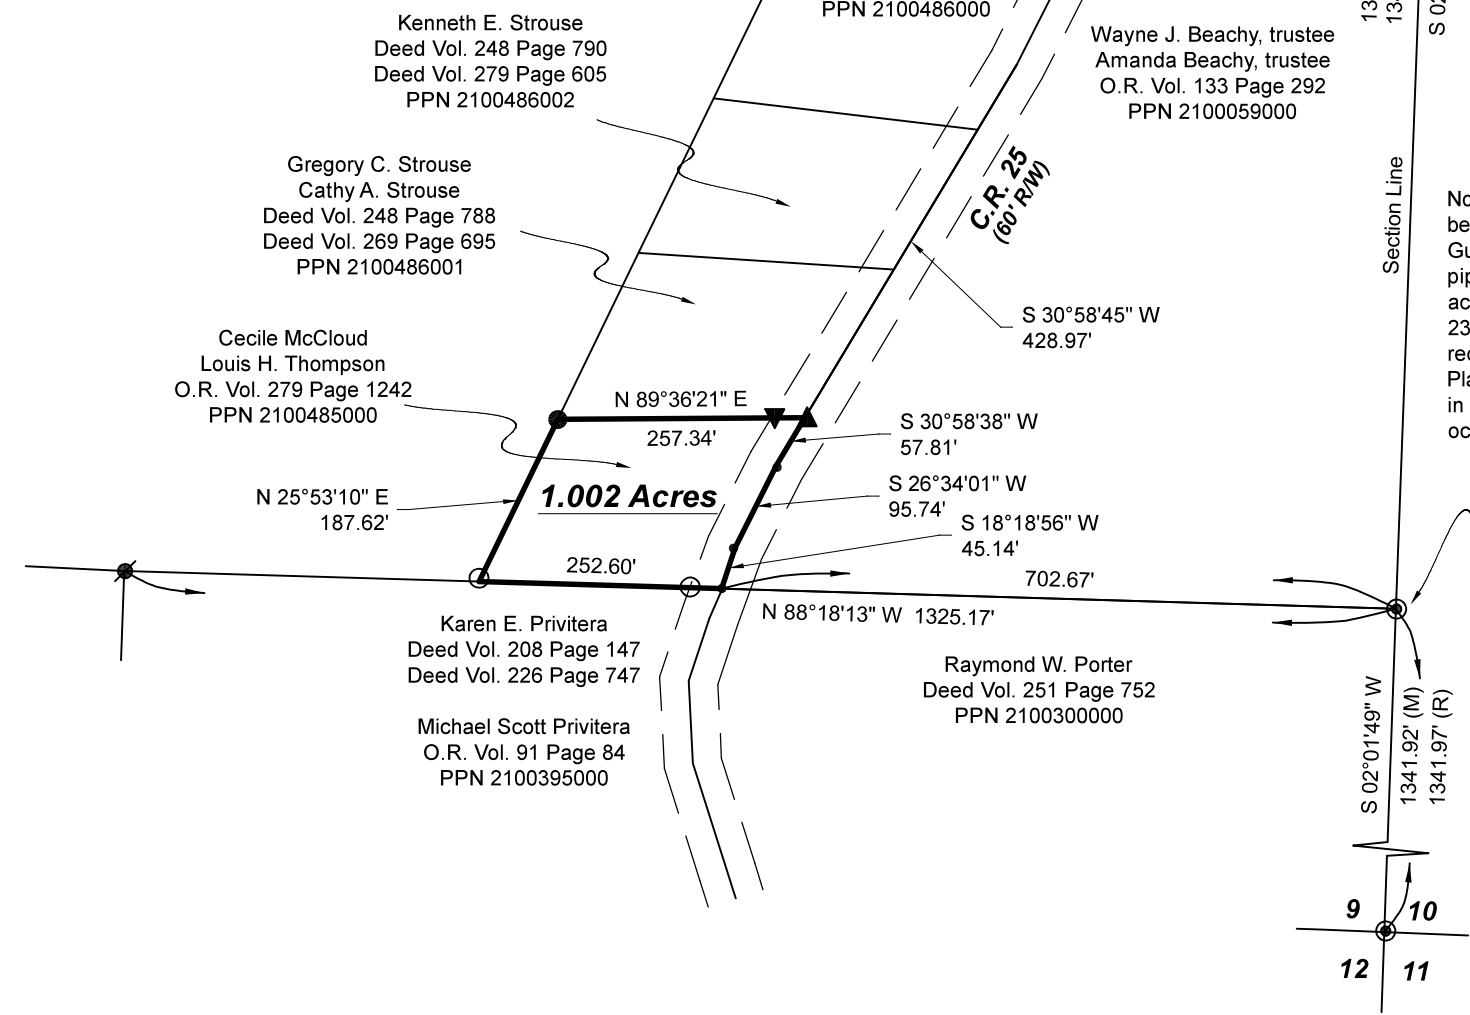 PPN 2100486000
Kenneth E. Strouse
Deed Vol. 248 Page 790
Deed Vol. 279 Page 605
PPN 2100486002
Wayne J. Beachy, trustee
Amanda Beachy, trustee
O.R. Vol. 133 Page 292
PPN 2100059000
Gregory C. Strouse
Cathy A. Strouse
Deed Vol. 248 Page 788
Deed Vol. 269 Page 695
PPN 2100486001
C.R. 25
(60' R/W)
Section Line
S 30°58'45" W
428.97'
Cecile McCloud
Louis H. Thompson
O.R. Vol. 279 Page 1242
PPN 2100485000
N 89°36'21" E
257.34'
S 30°58'38" W
57.81'
N 25°53'10" E
187.62'
1.002 Acres
S 26°34'01" W
95.74'
S 18°18'56" W
45.14'
252.60'
702.67'
N 88°18'13" W 1325.17'
Karen E. Privitera
Deed Vol. 208 Page 147
Deed Vol. 226 Page 747
Michael Scott Privitera
O.R. Vol. 91 Page 84
PPN 2100395000
Raymond W. Porter
Deed Vol. 251 Page 752
PPN 2100300000
S 02°01'49" W
1341.92' (M)
1341.97' (R)
9
10
12
11